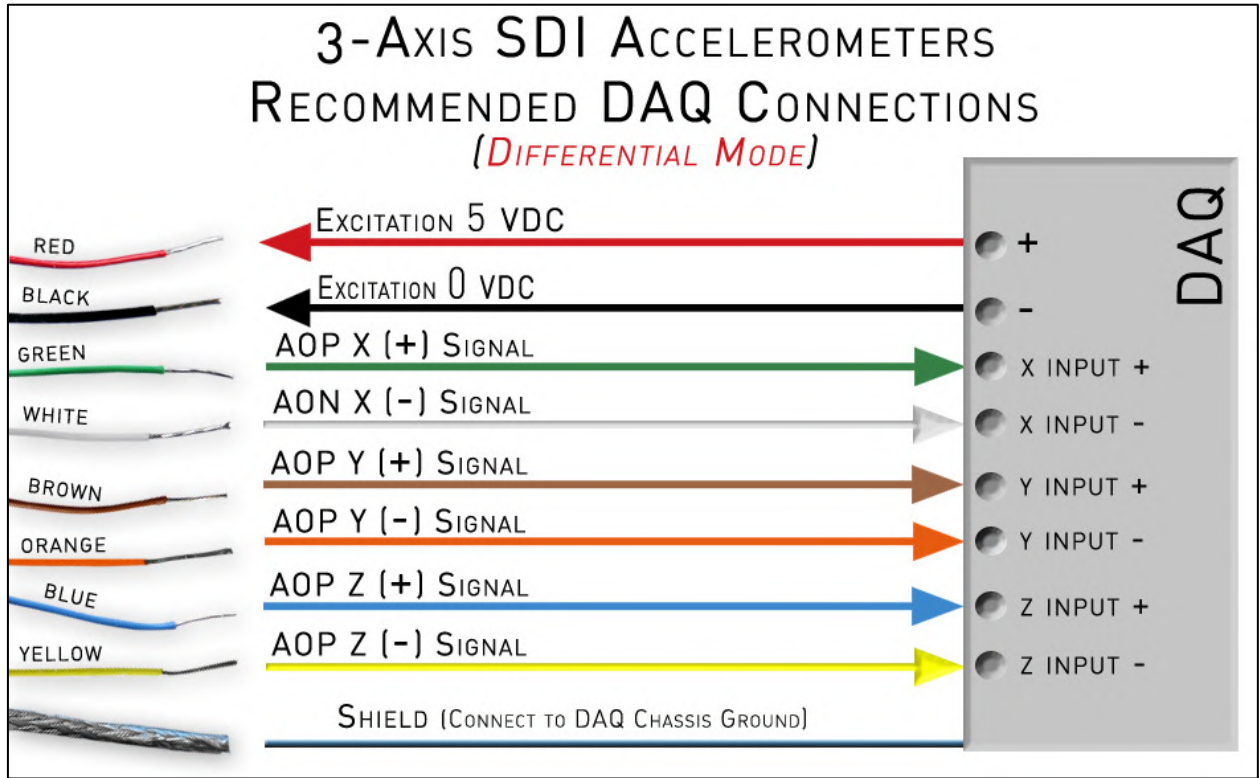 3-Axis SDI Accelerometers
Recommended DAQ Connections
(Differential Mode)
DAQ
RED
Excitation 5 VDC
+
BLACK
Excitation 0 VDC
-
GREEN
AOP X (+) Signal
X INPUT +
WHITE
AON X (-) Signal
X INPUT -
BROWN
AOP Y (+) Signal
Y INPUT +
ORANGE
AOP Y (-) Signal
Y INPUT -
BLUE
AOP Z (+) Signal
Z INPUT +
YELLOW
AOP Z (-) Signal
Z INPUT -
Shield (Connect to DAQ Chassis Ground)